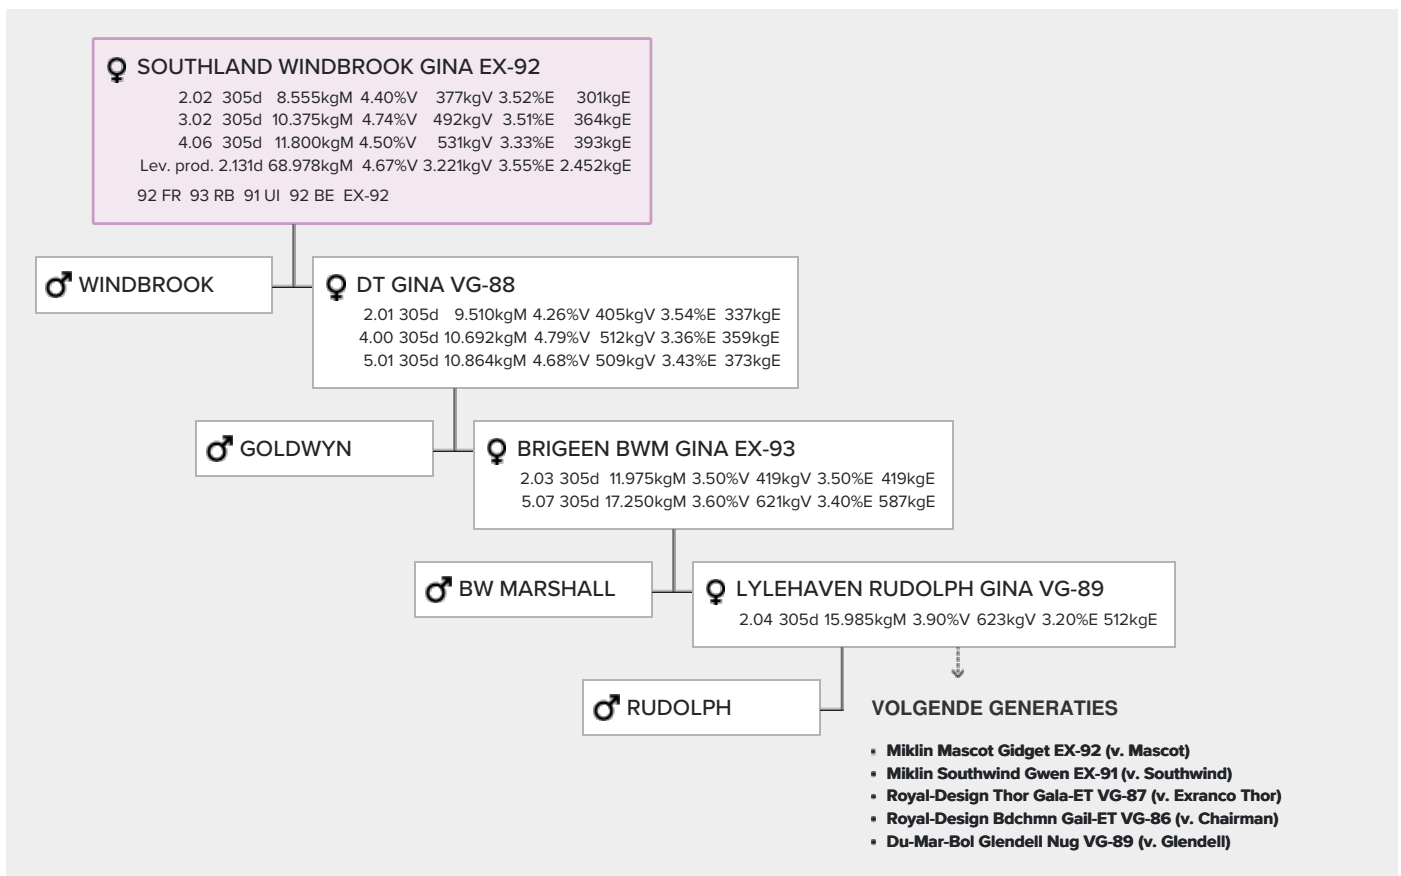 SOUTHLAND WINDBROOK GINA EX-92
2.02 305d 8.555kgM 4.40%V 377kgV 3.52%E 301kgE
3.02 305d 10.375kgM 4.74%V 492kgV 3.51%E 364kgE
4.06 305d 11.800kgM 4.50%V 531kgV 3.33%E 393kgE
Lev. prod. 2.131d 68.978kgM 4.67%V 3.221kgV 3.55%E 2.452kgE
92 FR 93 RB 91 UI 92 BE EX-92
WINDBROOK
DT GINA VG-88
2.01 305d 9.510kgM 4.26%V 405kgV 3.54%E 337kgE
4.00 305d 10.692kgM 4.79%V 512kgV 3.36%E 359kgE
5.01 305d 10.864kgM 4.68%V 509kgV 3.43%E 373kgE
GOLDWYN
BRIGEEN BWM GINA EX-93
2.03 305d 11.975kgM 3.50%V 419kgV 3.50%E 419kgE
5.07 305d 17.250kgM 3.60%V 621kgV 3.40%E 587kgE
BW MARSHALL
LYLEHAVEN RUDOLPH GINA VG-89
2.04 305d 15.985kgM 3.90%V 623kgV 3.20%E 512kgE
RUDOLPH
VOLGENDE GENERATIES
• Miklin Mascot Gidget EX-92 (v. Mascot)
• Miklin Southwind Gwen EX-91 (v. Southwind)
• Royal-Design Thor Gala-ET VG-87 (v. Exranco Thor)
• Royal-Design Bdchmn Gail-ET VG-86 (v. Chairman)
• Du-Mar-Bol Glendell Nug VG-89 (v. Glendell)